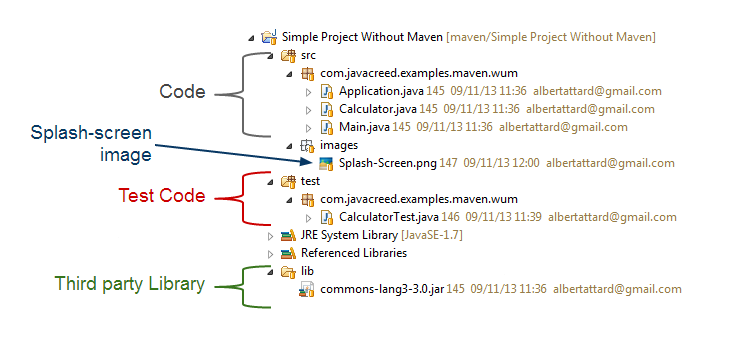 Simple Project Without Maven [maven/Simple Project Without Maven]
src
Code
com.javacreed.examples.maven.wum
Application.java 145 09/11/13 11:36 albertattard@gmail.com
Calculator.java 145 09/11/13 11:36 albertattard@gmail.com
Main.java 145 09/11/13 11:36 albertattard@gmail.com
Splash-screen
image
images
Splash-Screen.png 147 09/11/13 12:00 albertattard@gmail.com
Test Code
test
com.javacreed.examples.maven.wum
CalculatorTest.java 146 09/11/13 11:39 albertattard@gmail.com
JRE System Library [JavaSE-1.7]
Referenced Libraries
Third party Library
lib
commons-lang3-3.0.jar 145 09/11/13 11:36 albertattard@gmail.com